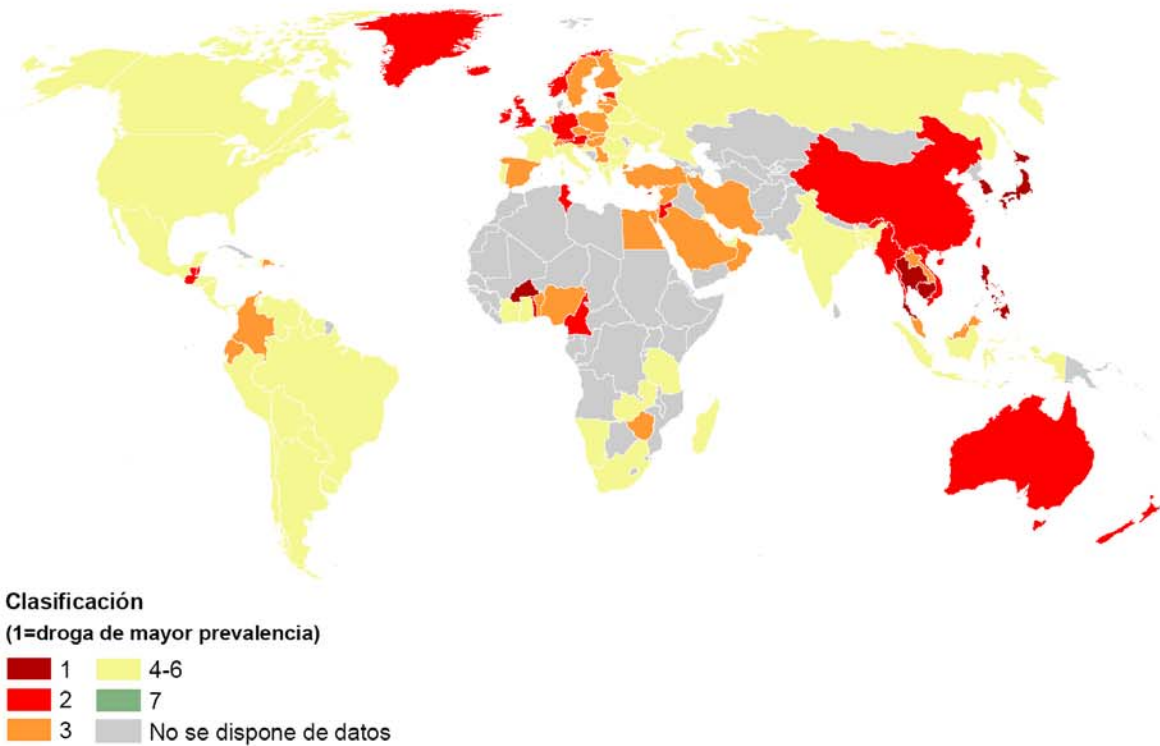 Clasificación
(1=droga de mayor prevalencia)
1 4-6
2 7
3 No se dispone de datos